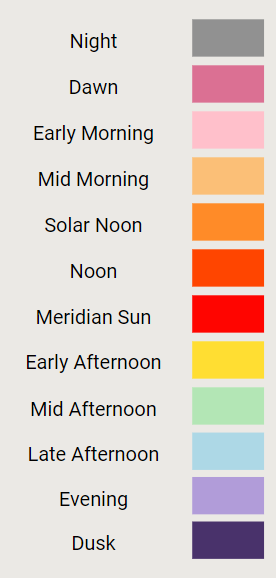 Night
Dawn
Early Morning
Mid Morning
Solar Noon
Noon
Meridian Sun
Early Afternoon
Mid Afternoon
Late Afternoon
Evening
Dusk